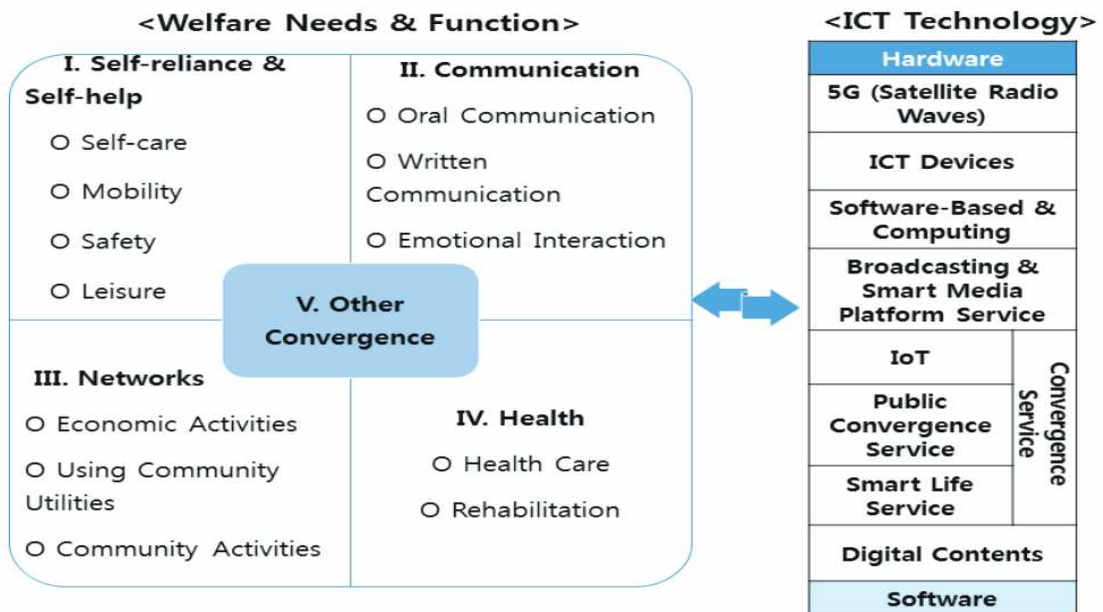 <Welfare Needs & Function>
I. Self-reliance &
Self-help
O Self-care
O Mobility
O Safety
O Leisure
II. Communication
O Oral Communication
O Written
Communication
O Emotional Interaction
V. Other
Convergence
III. Networks
O Economic Activities
O Using Community
Utilities
O Community Activities
IV. Health
O Health Care
O Rehabilitation
<ICT Technology>
Hardware
5G (Satellite Radio
Waves)
ICT Devices
Software-Based &
Computing
Broadcasting &
Smart Media
Platform Service
IoT
Public
Convergence
Service
Smart Life
Service
Convergence
Service
Digital Contents
Software